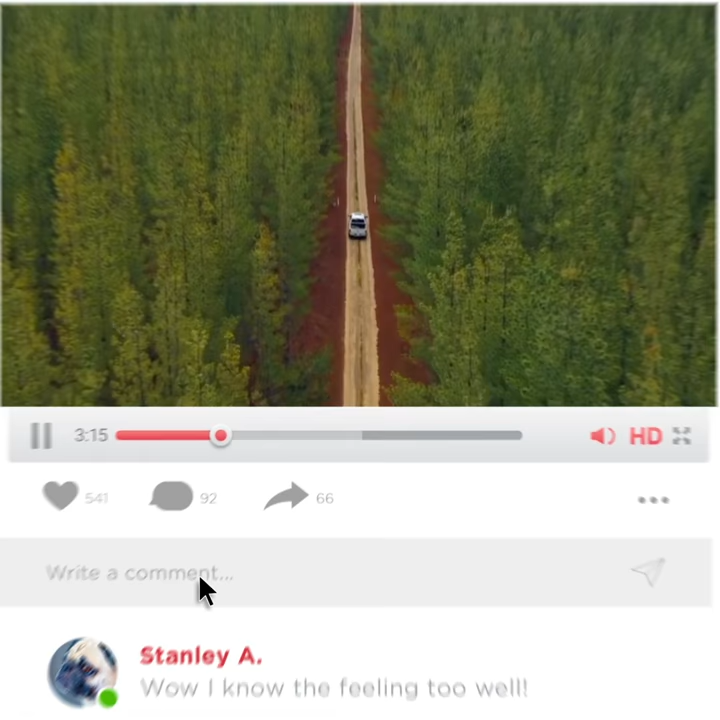 3:15
HD
541
92
66
Write a comment...
Stanley A.
Wow I know the feeling too well!